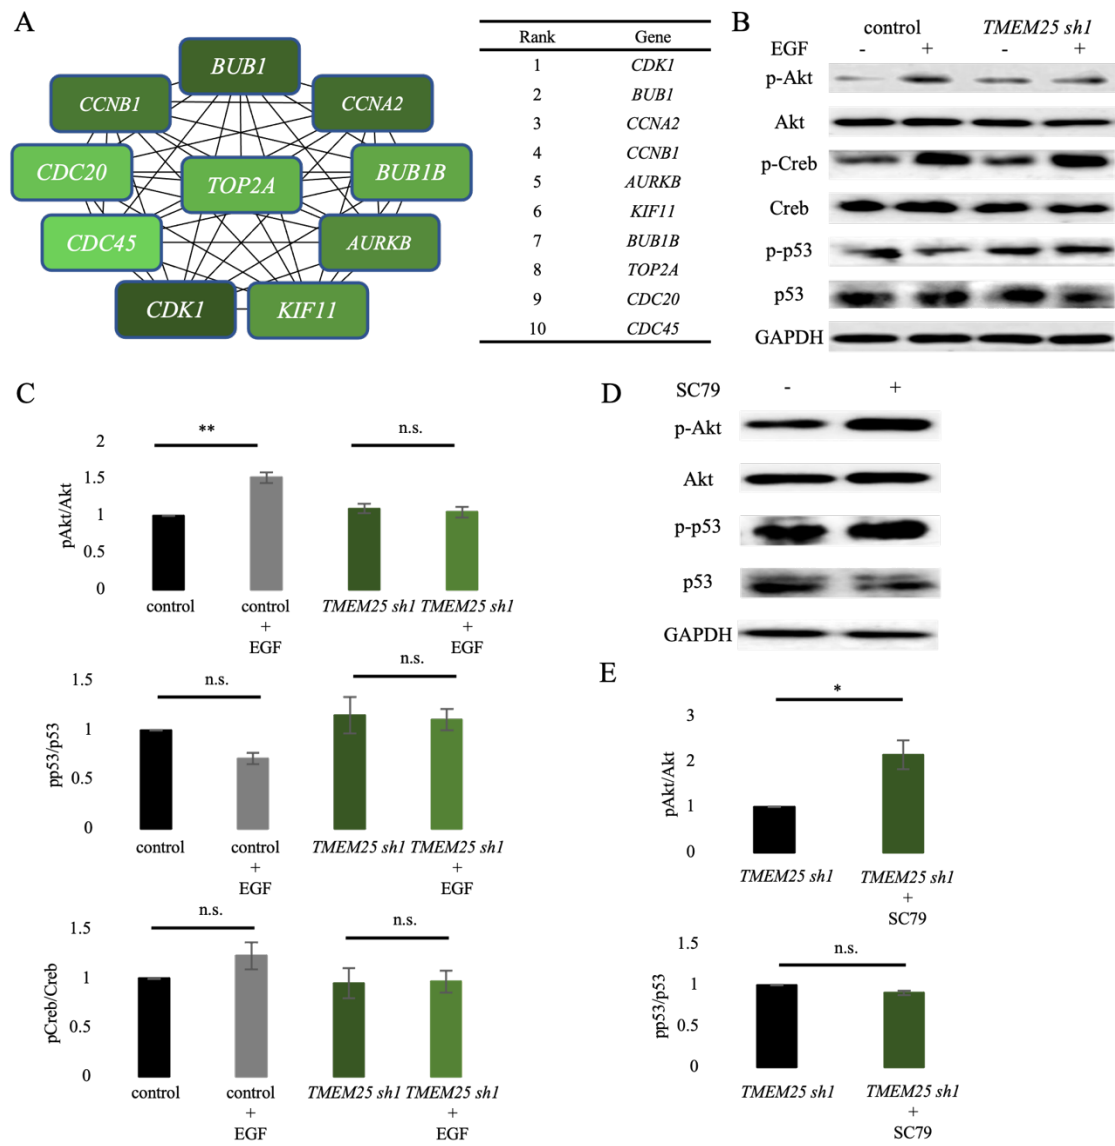 A
BUB1
CCNB1
CCNA2
CDC20
TOP2A
BUB1B
CDC45
AURKB
CDK1
KIF11
Rank Gene
1 CDK1
2 BUB1
3 CCNA2
4 CCNB1
5 AURKB
6 KIF11
7 BUB1B
8 TOP2A
9 CDC20
10 CDC45
B
control TMEM25 sh1
EGF - + - +
p-Akt
Akt
p-Creb
Creb
p-p53
p53
GAPDH
C
** n.s.
2
1.5
1
0.5
0
pAkt/Akt
control control TMEM25 sh1 TMEM25 sh1
+ +
EGF EGF
n.s. n.s.
1.5
1
0.5
0
pp53/p53
control control TMEM25 sh1 TMEM25 sh1
+ +
EGF EGF
n.s. n.s.
1.5
1
0.5
0
pCreb/Creb
control control TMEM25 sh1 TMEM25 sh1
+ +
EGF EGF
D
SC79 - +
p-Akt
Akt
p-p53
p53
GAPDH
E
*
3
2
1
0
pAkt/Akt
TMEM25 sh1 TMEM25 sh1
+
SC79
n.s.
1.5
1
0.5
0
pp53/p53
TMEM25 sh1 TMEM25 sh1
+
SC79